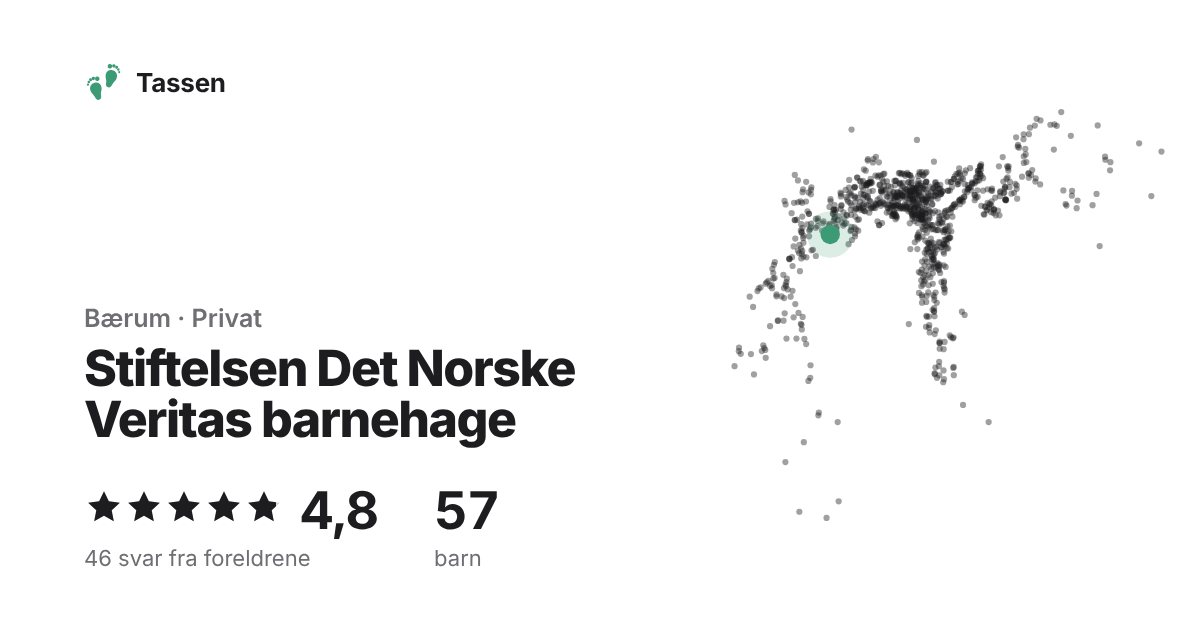 Tassen
Bærum · Privat
Stiftelsen Det Norske
Veritas barnehage
4,8
57
46 svar fra foreldrene
barn